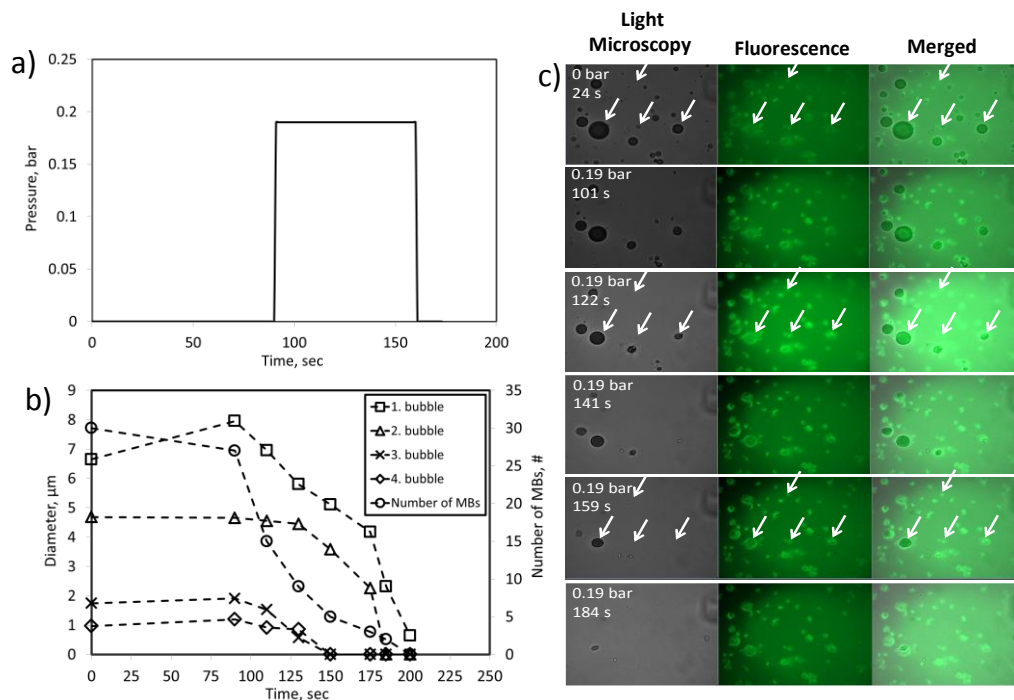 a)
0.25
0.2
0.15
0.1
0.05
0
Pressure, bar
0 50 100 150 200
Time, sec
b)
9
8
7
6
5
4
3
2
1
0
Diameter, µm
35
30
25
20
15
10
5
0
Number of MBs, #
1. bubble
2. bubble
3. bubble
4. bubble
Number of MBs
0 25 50 75 100 125 150 175 200 225 250
Time, sec
c)
Light
Microscopy
Fluorescence
Merged
0 bar
24 s
0.19 bar
101 s
0.19 bar
122 s
0.19 bar
141 s
0.19 bar
159 s
0.19 bar
184 s